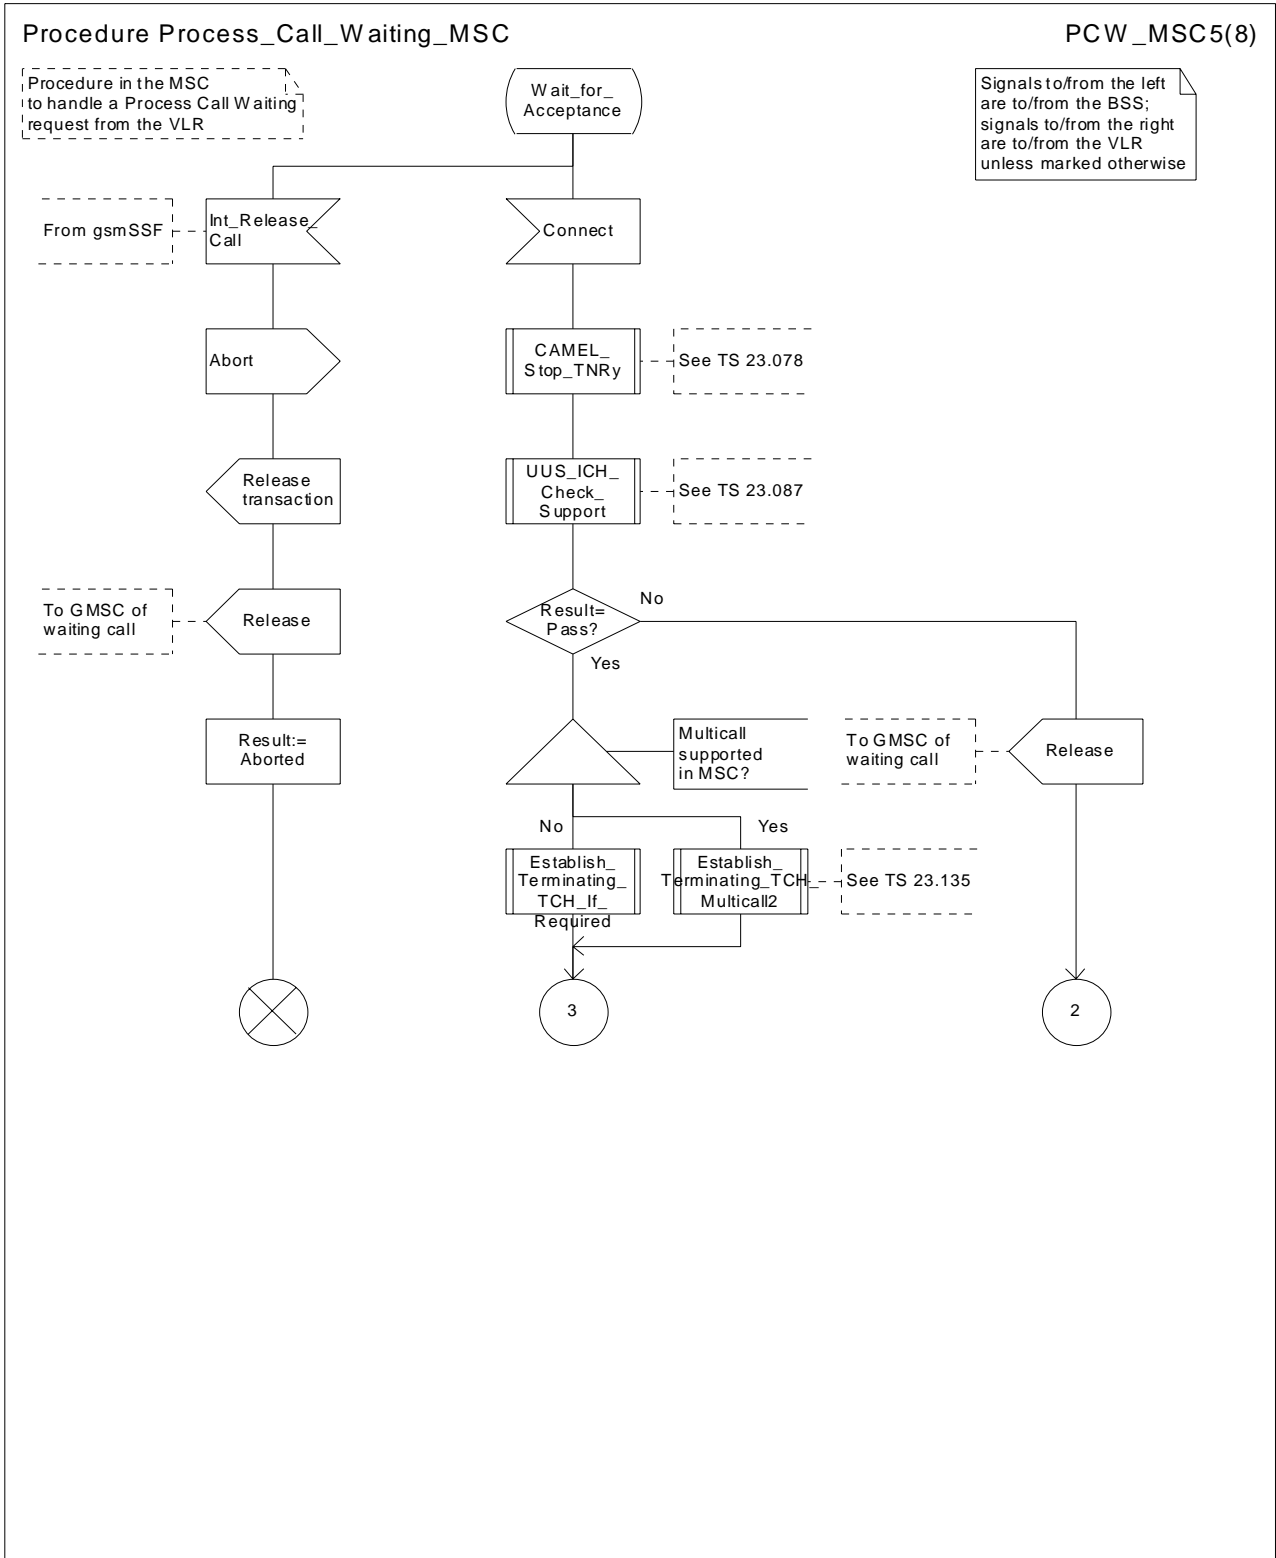 Procedure Process_Call_Waiting_MSC
PCW_MSC5(8)
Procedure in the MSC
to handle a Process Call Waiting
request from the VLR
Wait_for_
Acceptance
Signals to/from the left
are to/from the BSS;
signals to/from the right
are to/from the VLR
unless marked otherwise
From gsmSSF
Int_Release_
Call
Connect
Abort
CAMEL_
Stop_TNRy
See TS 23.078
Release
transaction
UUS_ICH_
Check_
Support
See TS 23.087
To GMSC of
waiting call
Release
Result=
Pass?
No
Yes
Result:=
Aborted
Multicall
supported
in MSC?
To GMSC of
waiting call
Release
No
Yes
Establish_
Terminating_
TCH_If_
Required
Establish_
Terminating_TCH_
Multicall2
See TS 23.135
3
2